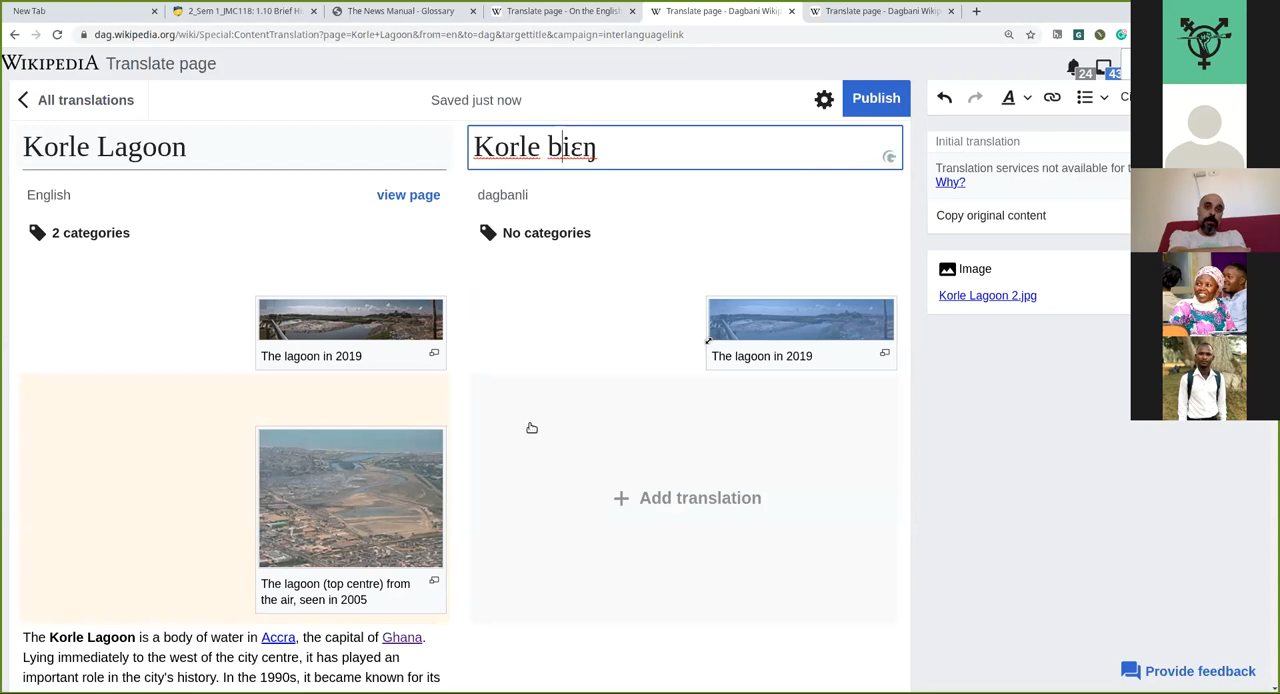 New Tab
2_Sem 1_JMC118: 1.10 Brief Hi
The News Manual - Glossary
Translate page - On the English
Translate page - Dagbani Wikip
Translate page - Dagbani Wikip
dag.wikipedia.org/wiki/Special:ContentTranslation?page=Korle+Lagoon&from=en&to=dag&targettitle&campaign=interlanguagelink
WIKIPEDIA Translate page
24
43
All translations
Saved just now
Publish
Korle Lagoon
Korle biɛŋ
English
view page
dagbanli
2 categories
No categories
The lagoon in 2019
The lagoon in 2019
The lagoon (top centre) from
the air, seen in 2005
Add translation
The Korle Lagoon is a body of water in Accra, the capital of Ghana.
Lying immediately to the west of the city centre, it has played an
important role in the city's history. In the 1990s, it became known for its
A
Initial translation
Translation services not available for
Why?
Copy original content
Image
Korle Lagoon 2.jpg
Provide feedback